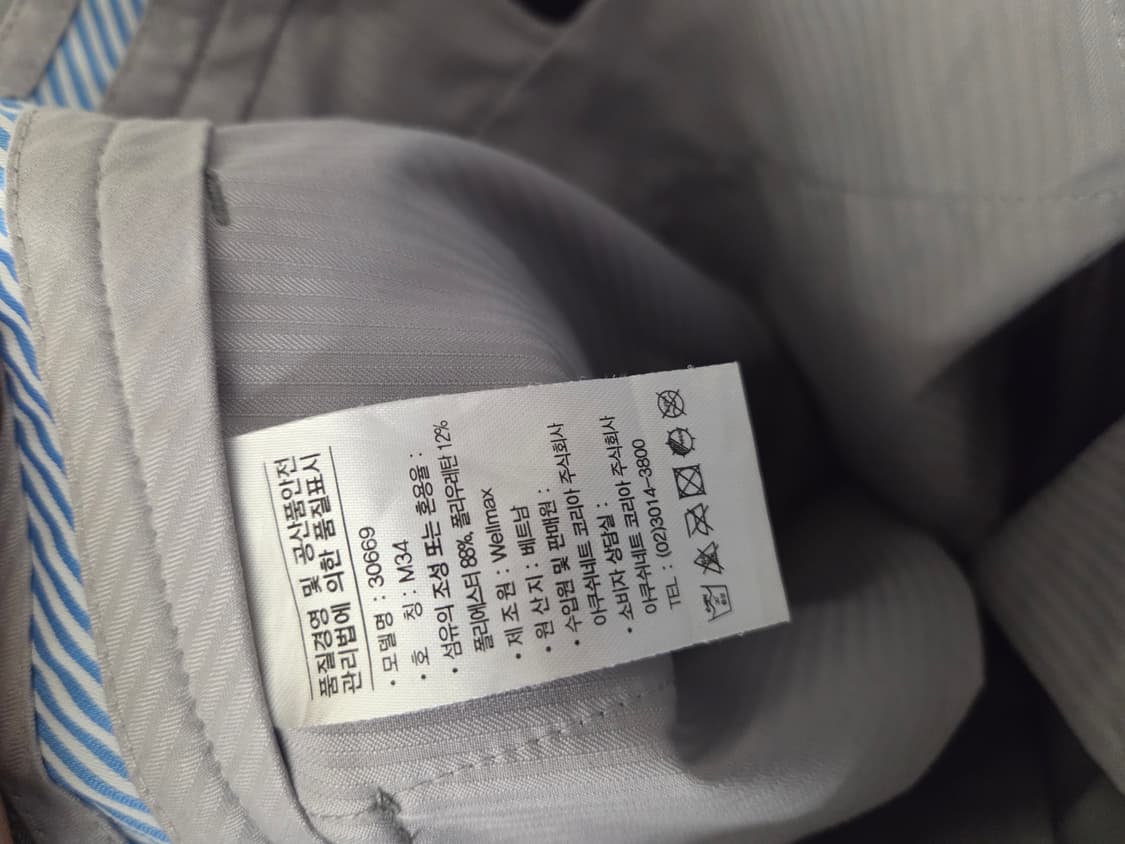 품질경영 및 공산품안전
관리법에 의한 품질표시
· 모델명 : 30669
· 호 칭 : M34
· 섬유의 조성 또는 혼용율 :
폴리에스터 88%, 폴리우레탄 12%
· 제 조 원 : Wellmax
· 원 산 지 : 베트남
· 수입원 및 판매원 :
아쿠쉬네트 코리아 주식회사
· 소비자 상담실 :
아쿠쉬네트 코리아 주식회사
TEL : (02)3014-3800